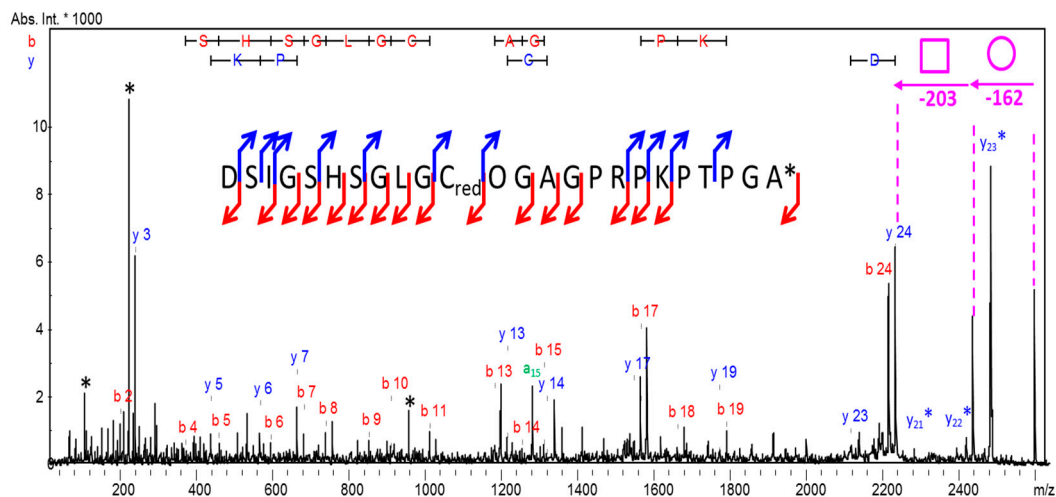 Abs. Int. * 1000
b S H S G L G C A G P K
y K P G D
-203 -162
*
y23*
10
DSIGSHSGLGCredOGAGPRPKPTPGA*
8
y 3
y 24
6
b 24
4
b 17
y 13
y 7
b 15
y 17
y 19
b 13
a15
y 14
*
y 5
y 6
b 7
b 10
*
2
b 2
b 4
b 5
b 6
b 8
b 9
b 11
b 14
b 18
b 19
y 23
y21*
y22*
0
200 400 600 800 1000 1200 1400 1600 1800 2000 2200 2400 m/z